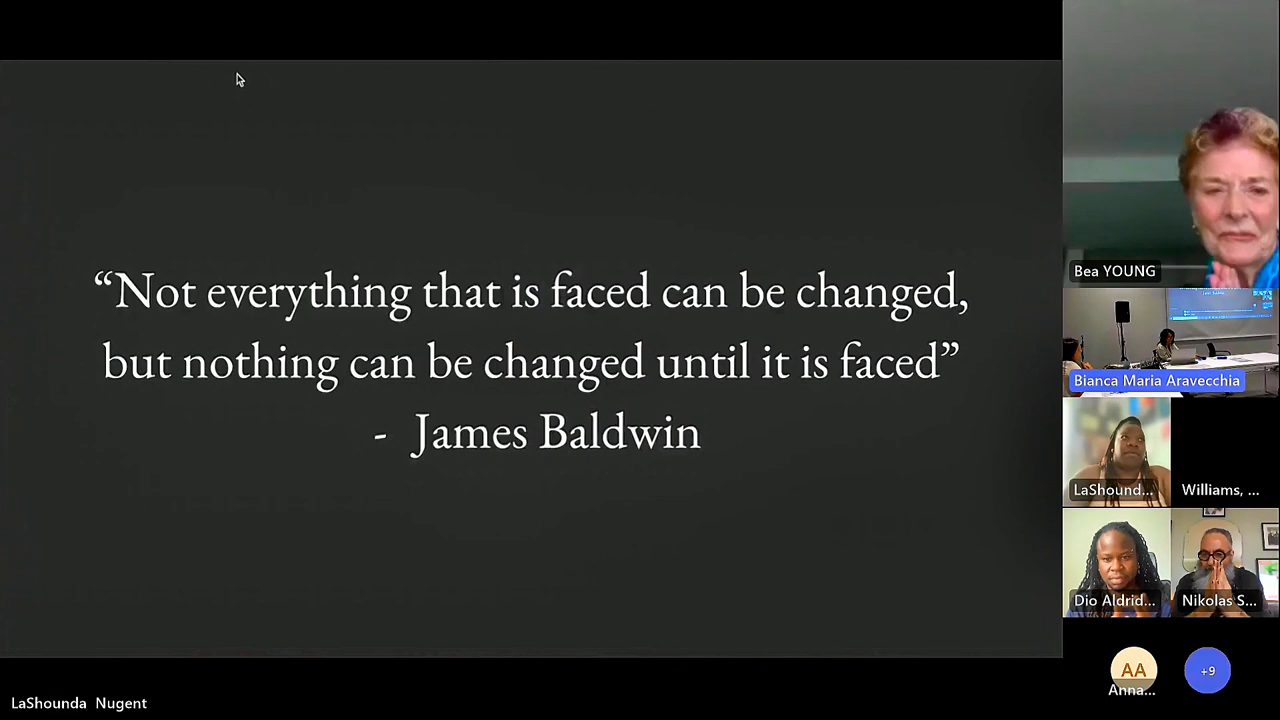 “Not everything that is faced can be changed,
but nothing can be changed until it is faced”
- James Baldwin
Bea YOUNG
Bianca Maria Aravecchia
LaShound...
Williams, ...
Dio Aldrid...
Nikolas S...
AA
Anna...
+9
LaShounda Nugent